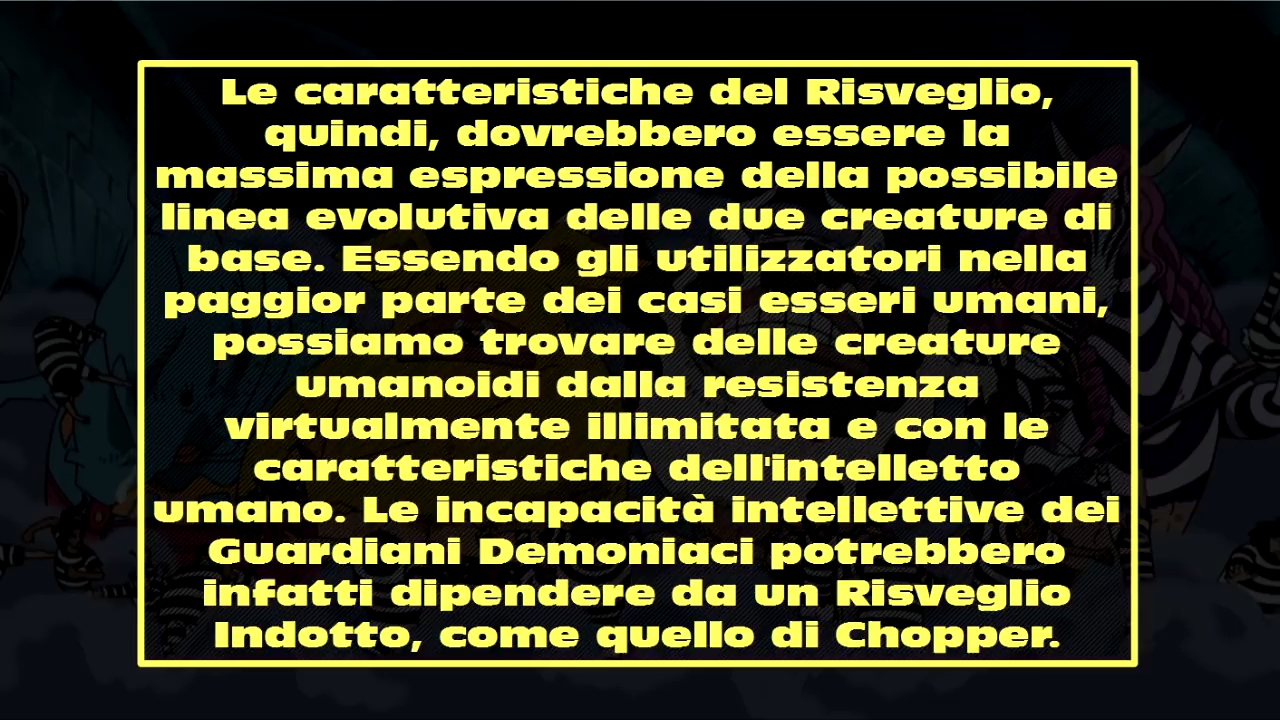 Le caratteristiche del Risveglio,
quindi, dovrebbero essere la
massima espressione della possibile
linea evolutiva delle due creature di
base. Essendo gli utilizzatori nella
paggior parte dei casi esseri umani,
possiamo trovare delle creature
umanoidi dalla resistenza
virtualmente illimitata e con le
caratteristiche dell'intelletto
umano. Le incapacità intellettive dei
Guardiani Demoniaci potrebbero
infatti dipendere da un Risveglio
Indotto, come quello di Chopper.